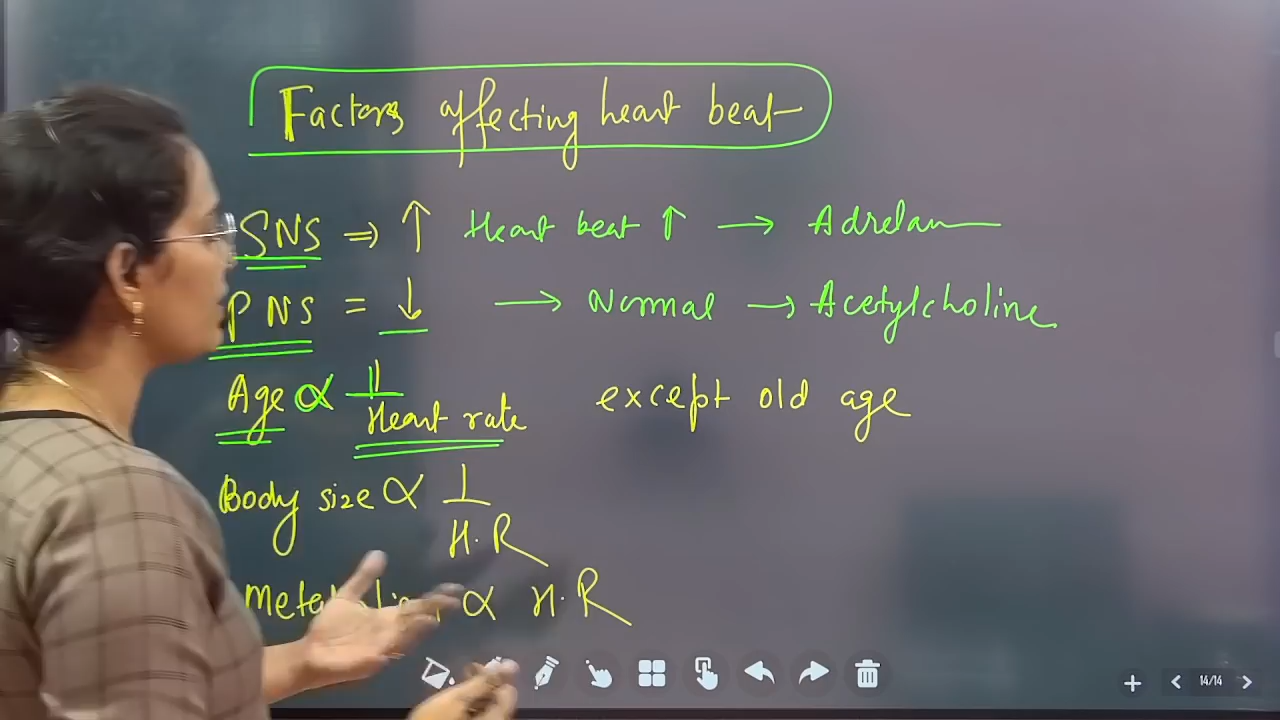 Factors affecting heart beat
SNS ⇒ ↑ Heart beat ↑ → Adrelan
PNS = ↓ → Normal → Acetylcholine
Age ∝ 1/Heart rate except old age
Body size ∝ 1/H.R
∝ H.R
14/14